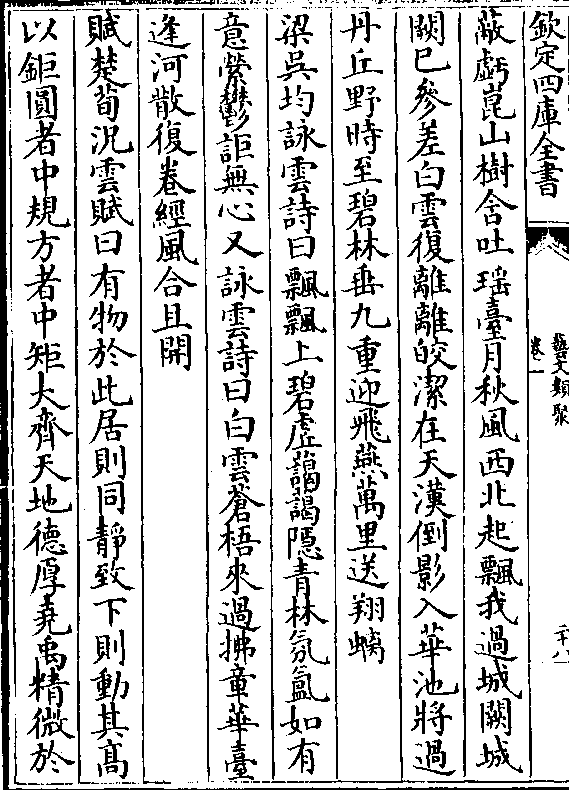 欽定四庫全書
藝文類聚
卷一
二十八
蔽虧崑山樹含吐瑶臺月秋風西北起飄我過城闕城
闕已參差白雲復離離皎潔在天漢倒影入華池將過
丹丘野時至碧林垂九重迎飛燕萬里送翔螭
梁吳均詠雲詩曰飄飄上碧虛藹藹隱青林氛氳如有
意縈鬱詎無心又詠雲詩曰白雲蒼梧來過拂章華臺
逢河散復卷經風合且開
賦楚荀況雲賦曰有物於此居則同靜致下則動其髙
以鉅圓者中規方者中矩大齊天地德厚堯禹精微於